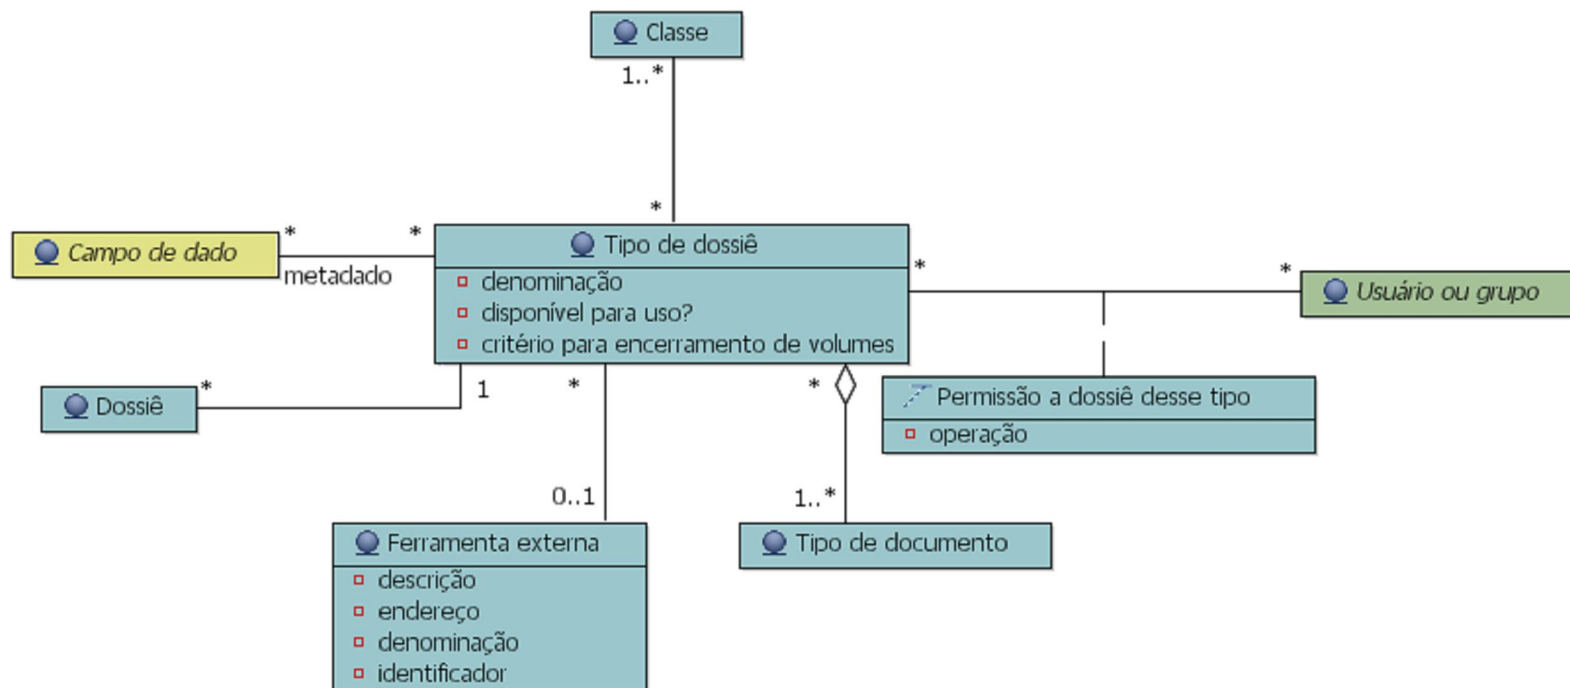 Classe
1..*
*
Campo de dado
*
*
metadado
Tipo de dossiê
denominação
disponível para uso?
critério para encerramento de volumes
*
*
Usuário ou grupo
Dossiê
*
1
*
*
Permissão a dossiê desse tipo
operação
0..1
1..*
Ferramenta externa
descrição
endereço
denominação
identificador
Tipo de documento